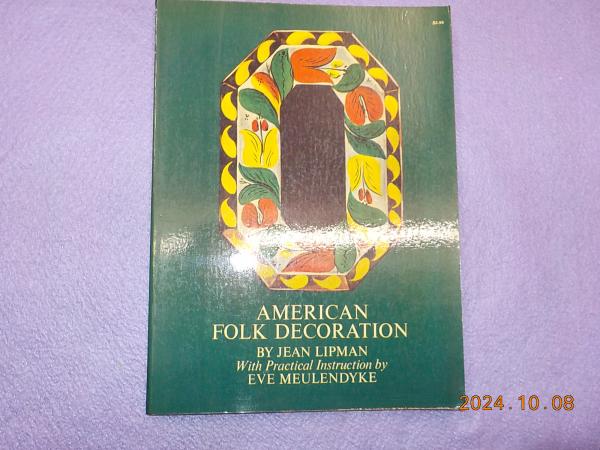 AMERICAN
FOLK DECORATION
BY JEAN LIPMAN
With Practical Instruction by
EVE MEULENDYKE
2024.10.08